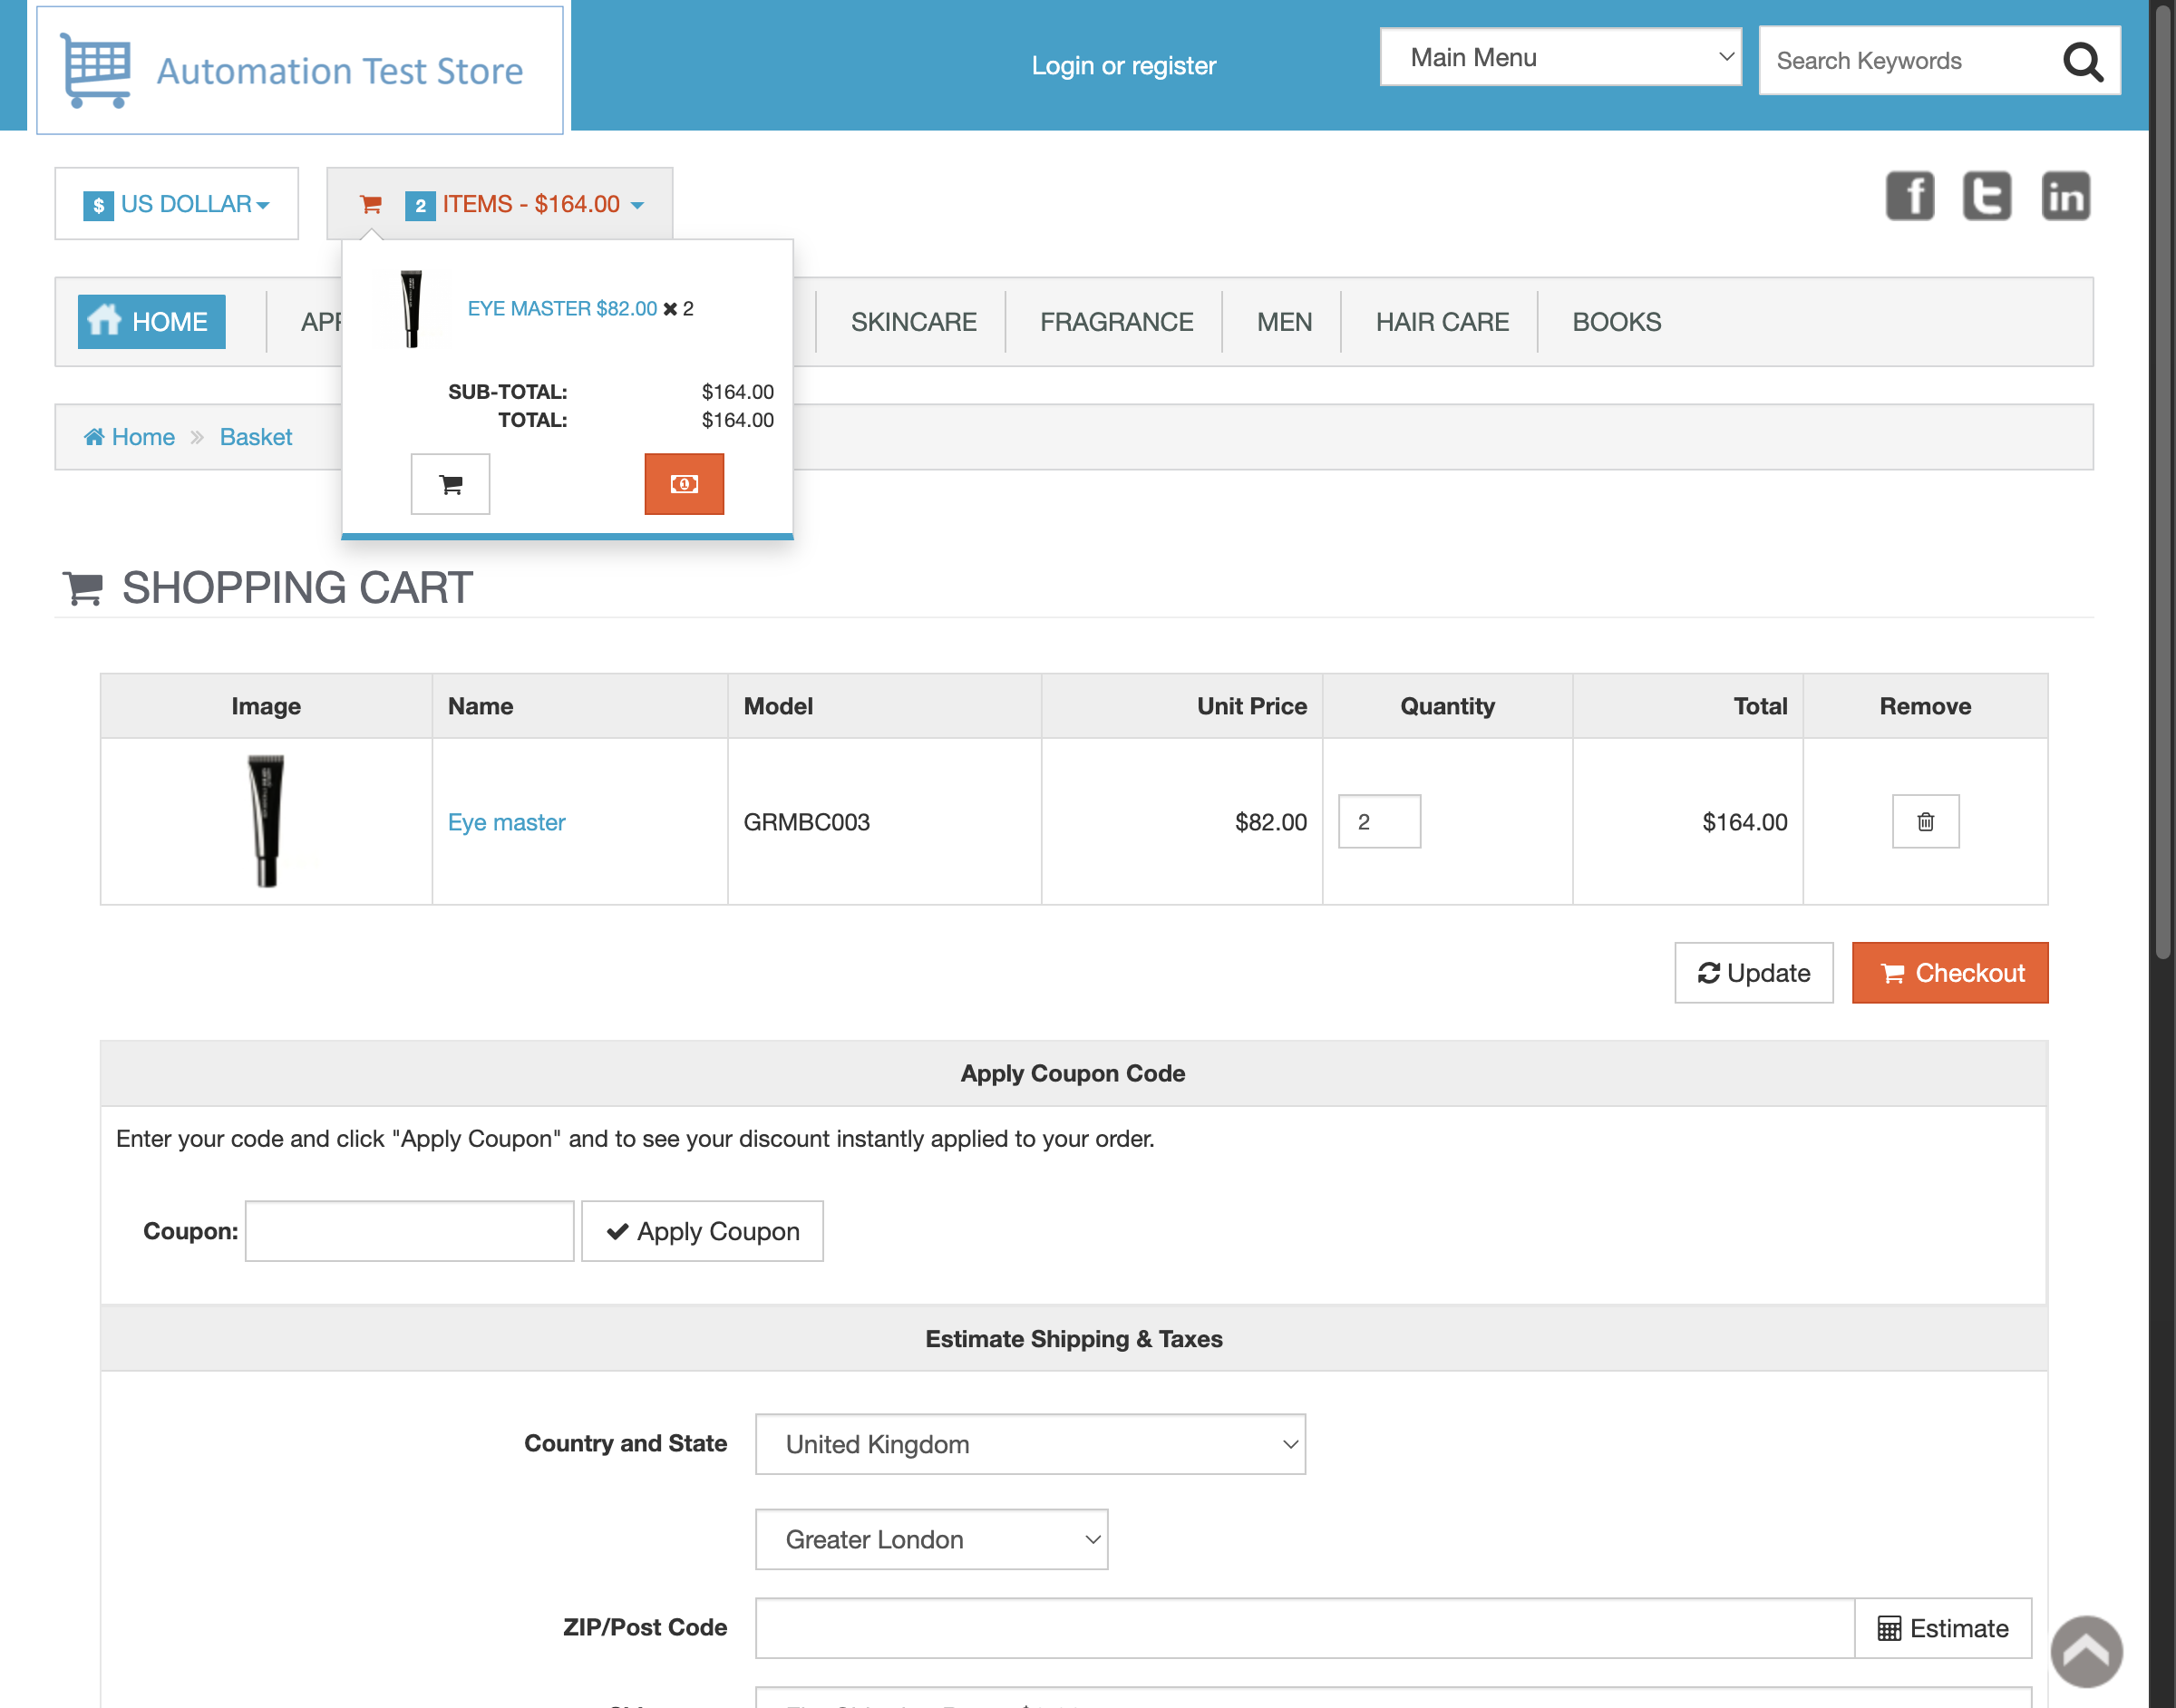 Automation Test Store
Login or register
Main Menu
Search Keywords
$ US DOLLAR
2 ITEMS - $164.00
EYE MASTER $82.00 ✖ 2
SUB-TOTAL: $164.00
TOTAL: $164.00
HOME
SKINCARE
FRAGRANCE
MEN
HAIR CARE
BOOKS
Home » Basket
SHOPPING CART
Image Name Model Unit Price Quantity Total Remove
Eye master GRMBC003 $82.00 2 $164.00
Update
Checkout
Apply Coupon Code
Enter your code and click "Apply Coupon" and to see your discount instantly applied to your order.
Coupon:
Apply Coupon
Estimate Shipping & Taxes
Country and State
United Kingdom
Greater London
ZIP/Post Code
Estimate